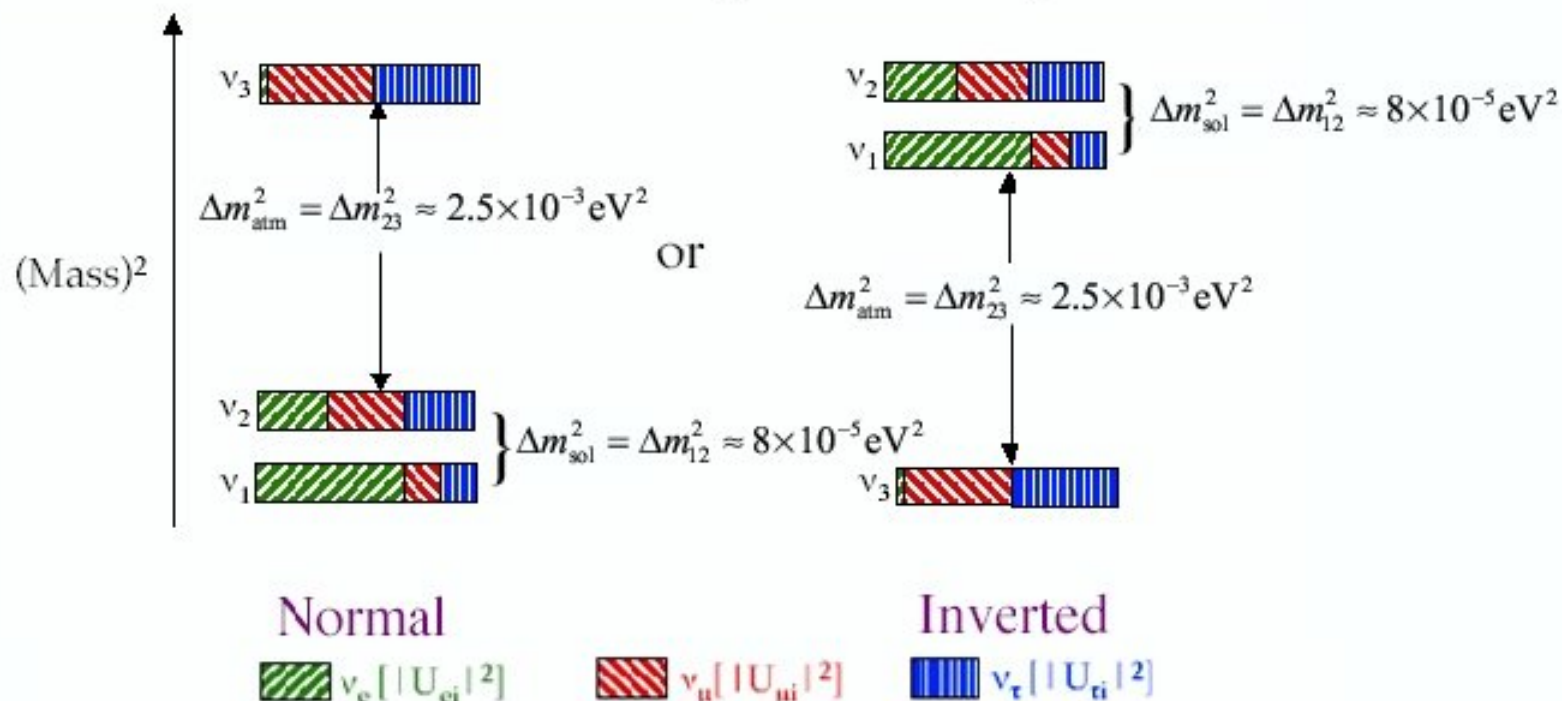 ν₃
Δm²atm = Δm²23 ≈ 2.5×10⁻³eV²
(Mass)²
ν₂
ν₁
}Δm²sol = Δm²12 ≈ 8×10⁻⁵eV²
or
ν₂
ν₁
} Δm²sol = Δm²12 ≈ 8×10⁻⁵eV²
Δm²atm = Δm²23 ≈ 2.5×10⁻³eV²
ν₃
Normal
Inverted
νe[|Uei|²]
νμ[|Uμi|²]
ντ[|Uτi|²]